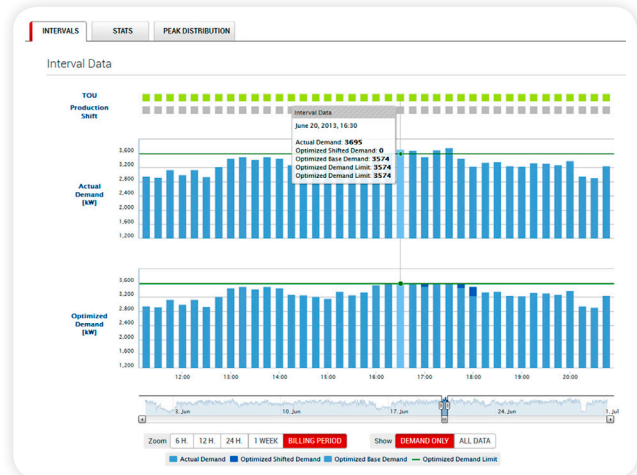 INTERVALS STATS PEAK DISTRIBUTION
Interval Data
TOU
Production
Shift
Interval Data
June 20, 2013, 16:30
Actual Demand: 3695
Optimized Shifted Demand: 0
Optimized Base Demand: 3574
Optimized Demand Limit: 3574
Optimized Demand Limit: 3574
3,600
3,200
2,800
2,400
2,000
1,600
1,200
Actual
Demand
[kW]
3,600
3,200
2,800
2,400
2,000
1,600
1,200
Optimized
Demand
[kW]
12:00 13:00 14:00 15:00 16:00 17:00 18:00 19:00 20:00
3. Jun 10. Jun 17. Jun 24. Jun 1. Jul
Zoom 6 H. 12 H. 24 H. 1 WEEK BILLING PERIOD Show DEMAND ONLY ALL DATA
Actual Demand Optimized Shifted Demand Optimized Base Demand Optimized Demand Limit